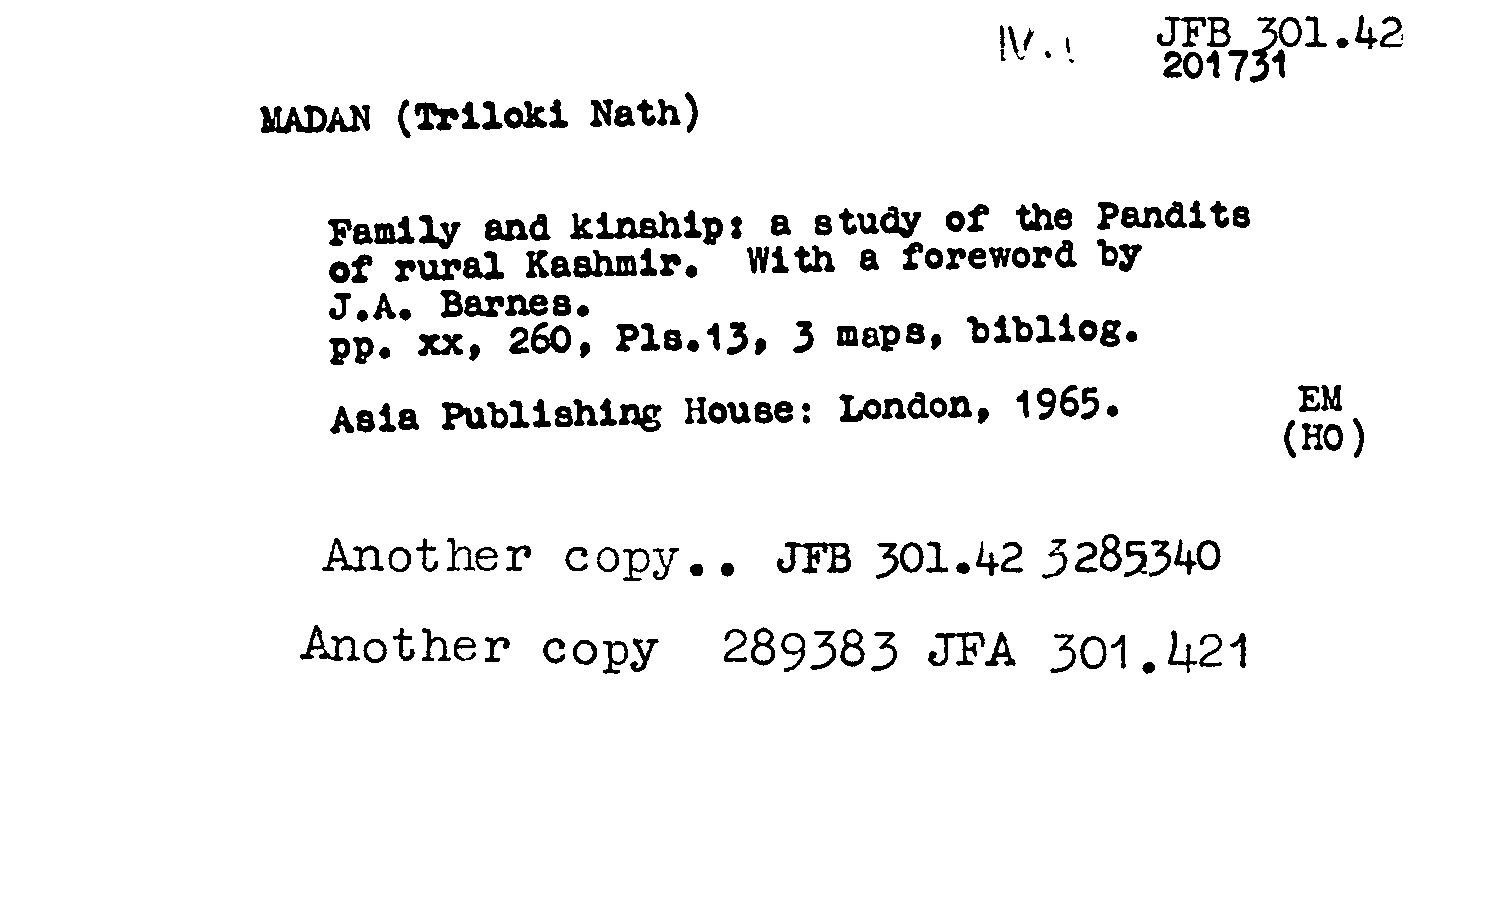 IV.1 JFB 301.42
201731
MADAN (Triloki Nath)
Family and kinship: a study of the Pandits
of rural Kashmir. With a foreword by
J.A. Barnes.
pp. xx, 260, Pls.13, 3 maps, bibliog.
Asia Publishing House: London, 1965. EM
(HO)
Another copy.. JFB 301.42 3285340
Another copy 289383 JFA 301.421